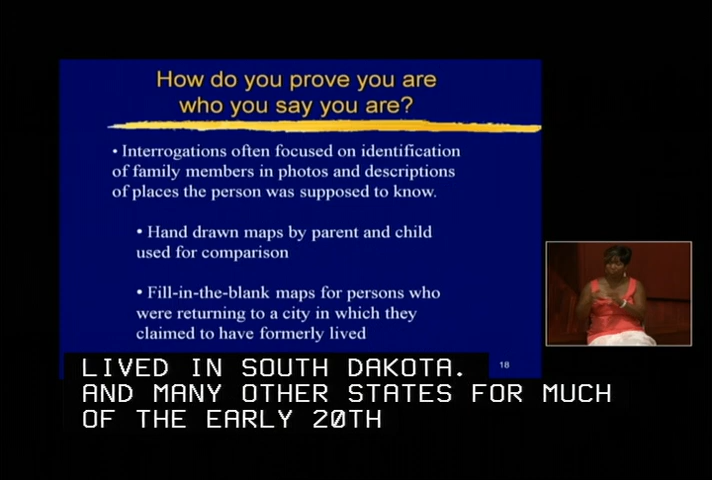 How do you prove you are
who you say you are?
• Interrogations often focused on identification
of family members in photos and descriptions
of places the person was supposed to know.
• Hand drawn maps by parent and child
used for comparison
• Fill-in-the-blank maps for persons who
were returning to a city in which they
claimed to have formerly lived
18
LIVED IN SOUTH DAKOTA.
AND MANY OTHER STATES FOR MUCH
OF THE EARLY 20TH